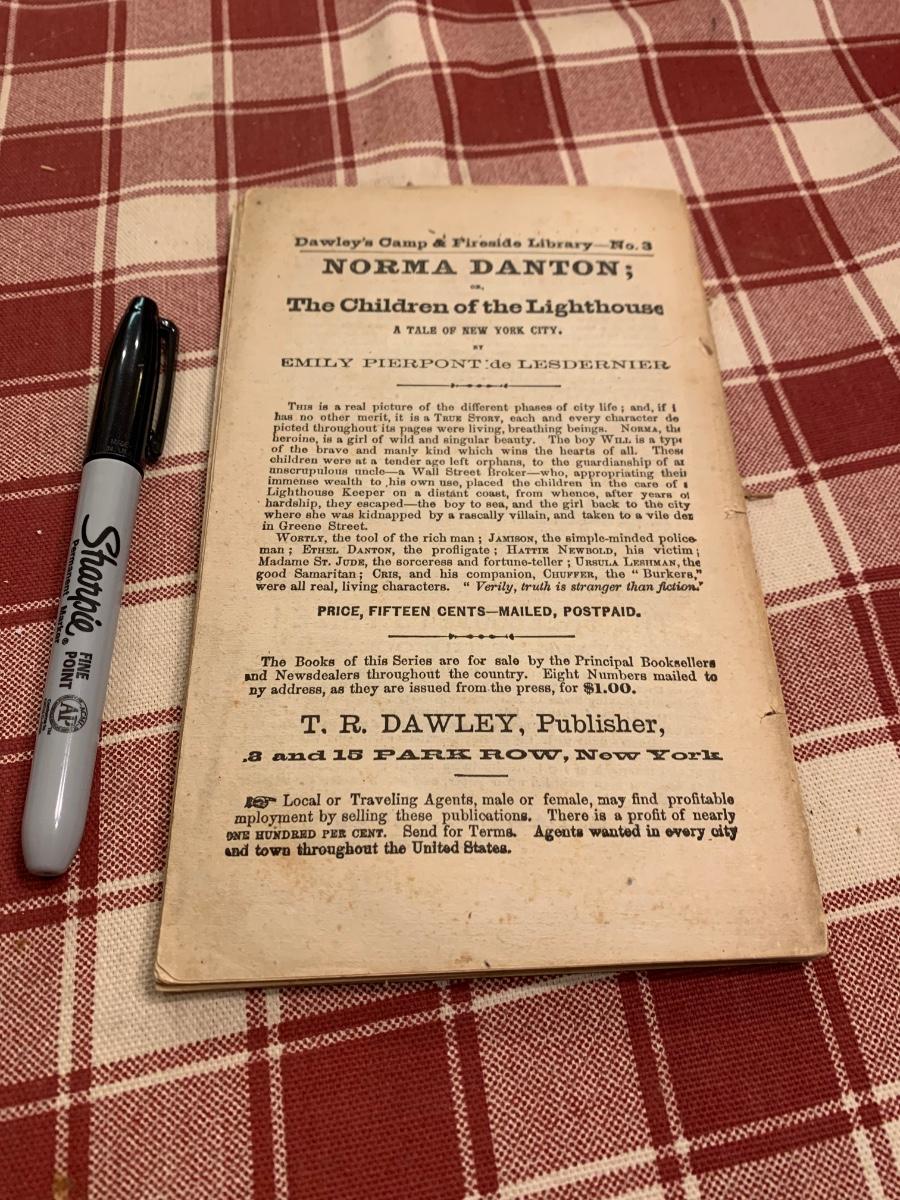 Dawley's Camp & Fireside Library—No. 3
NORMA DANTON;
OR,
The Children of the Lighthouse
A TALE OF NEW YORK CITY.
BY
EMILY PIERPONT de LESDERNIER
This is a real picture of the different phases of city life; and, if i
has no other merit, it is a True Story, each and every character de
picted throughout its pages were living, breathing beings. Norma, the
heroine, is a girl of wild and singular beauty. The boy Will is a type
of the brave and manly kind which wins the hearts of all. These
children were at a tender age left orphans, to the guardianship of an
unscrupulous uncle—a Wall Street Broker—who, appropriating their
immense wealth to his own use, placed the children in the care of a
Lighthouse Keeper on a distant coast, from whence, after years of
hardship, they escaped—the boy to sea, and the girl back to the city
where she was kidnapped by a rascally villain, and taken to a vile den
in Greene Street.
Wortly, the tool of the rich man; Jamison, the simple-minded police-
man; Ethel Danton, the profligate; Hattie Newbold, his victim;
Madame St. Jude, the sorceress and fortune-teller; Ursula Leshman, the
good Samaritan; Cris, and his companion, Chuffer, the "Burkers,"
were all real, living characters. "Verily, truth is stranger than fiction."
PRICE, FIFTEEN CENTS—MAILED, POSTPAID.
The Books of this Series are for sale by the Principal Booksellers
and Newsdealers throughout the country. Eight Numbers mailed to
ny address, as they are issued from the press, for $1.00.
T. R. DAWLEY, Publisher,
3 and 15 PARK ROW, New York
☞ Local or Traveling Agents, male or female, may find profitable
mployment by selling these publications. There is a profit of nearly
ONE HUNDRED PER CENT. Send for Terms. Agents wanted in every city
and town throughout the United States.
Sharpie®
Permanent Marker
FINE
POINT
AP